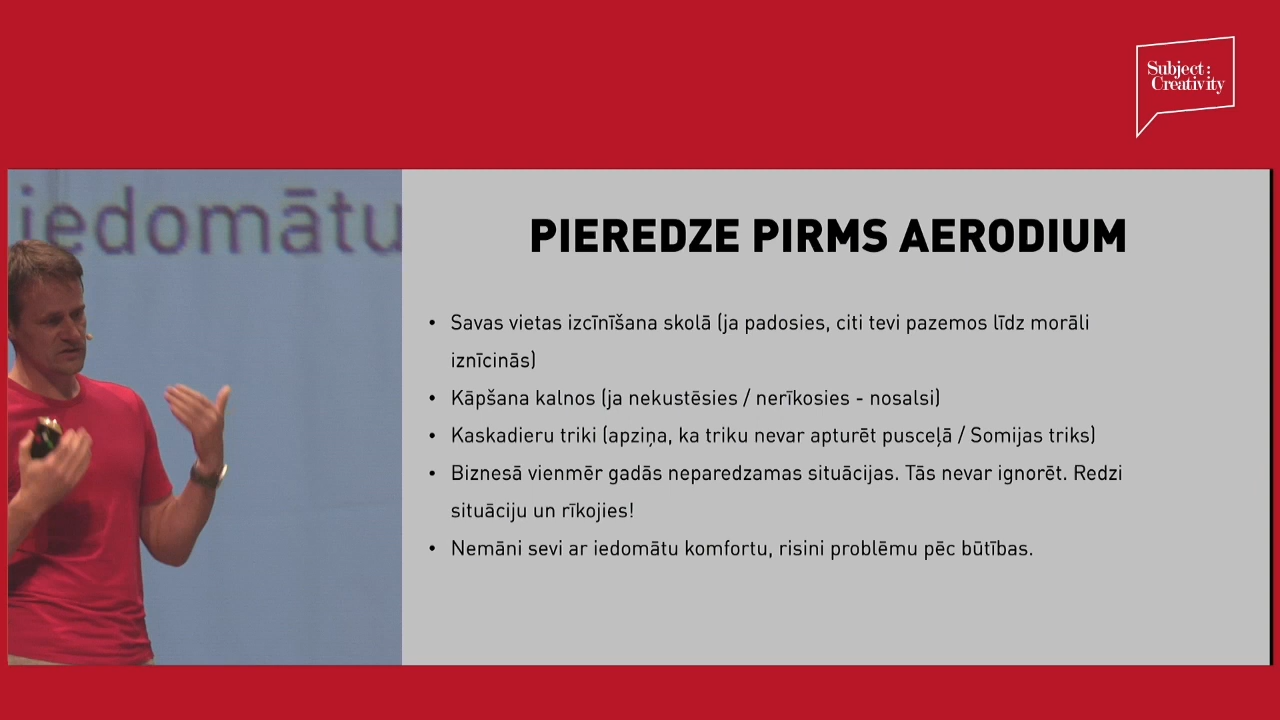 Subject:
Creativity
iedomātu
PIEREDZE PIRMS AERODIUM
• Savas vietas izcīnīšana skolā (ja padosies, citi tevi pazemos līdz morāli
iznīcinās)
• Kāpšana kalnos (ja nekustēsies / nerīkosies - nosalsi)
• Kaskadieru triki (apziņa, ka triku nevar apturēt pusceļā / Somijas triks)
• Biznesā vienmēr gadās neparedzamas situācijas. Tās nevar ignorēt. Redzi
situāciju un rīkojies!
• Nemāni sevi ar iedomātu komfortu, risini problēmu pēc būtības.